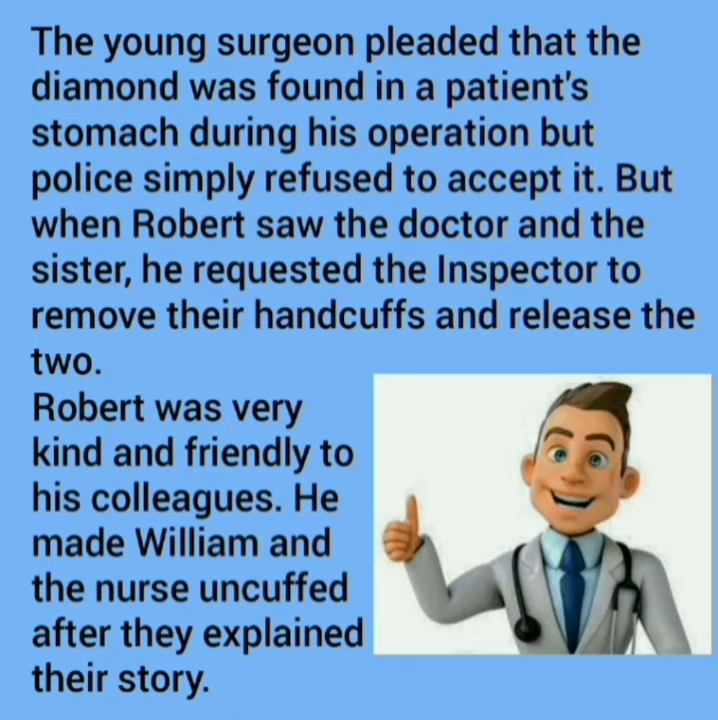 The young surgeon pleaded that the
diamond was found in a patient's
stomach during his operation but
police simply refused to accept it. But
when Robert saw the doctor and the
sister, he requested the Inspector to
remove their handcuffs and release the
two.
Robert was very
kind and friendly to
his colleagues. He
made William and
the nurse uncuffed
after they explained
their story.